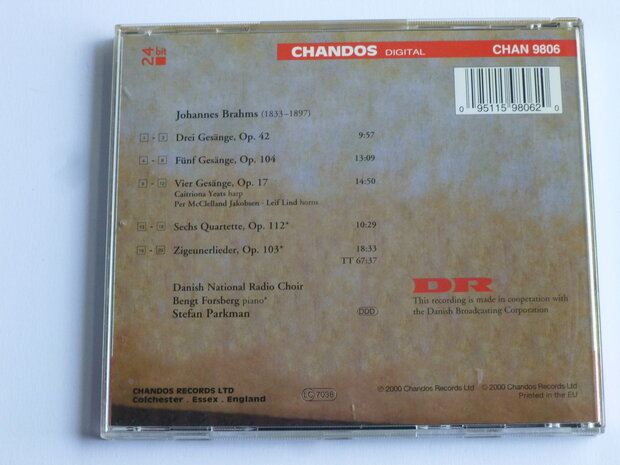 24 bit
CHANDOS DIGITAL CHAN 9806
0 95115 98062 0
Johannes Brahms (1833–1897)
1 - 3 Drei Gesänge, Op. 42 9:57
4 - 8 Fünf Gesänge, Op. 104 13:09
9 - 12 Vier Gesänge, Op. 17 14:50
Caitriona Yeats harp
Per McClelland Jakobsen · Leif Lind horns
13 - 18 Sechs Quartette, Op. 112* 10:29
19 - 29 Zigeunerlieder, Op. 103* 18:33
TT 67:37
Danish National Radio Choir
Bengt Forsberg piano*
Stefan Parkman
DDD
DR
This recording is made in cooperation with
the Danish Broadcasting Corporation
CHANDOS RECORDS LTD
Colchester . Essex . England
LC 7038
℗ 2000 Chandos Records Ltd © 2000 Chandos Records Ltd
Printed in the EU